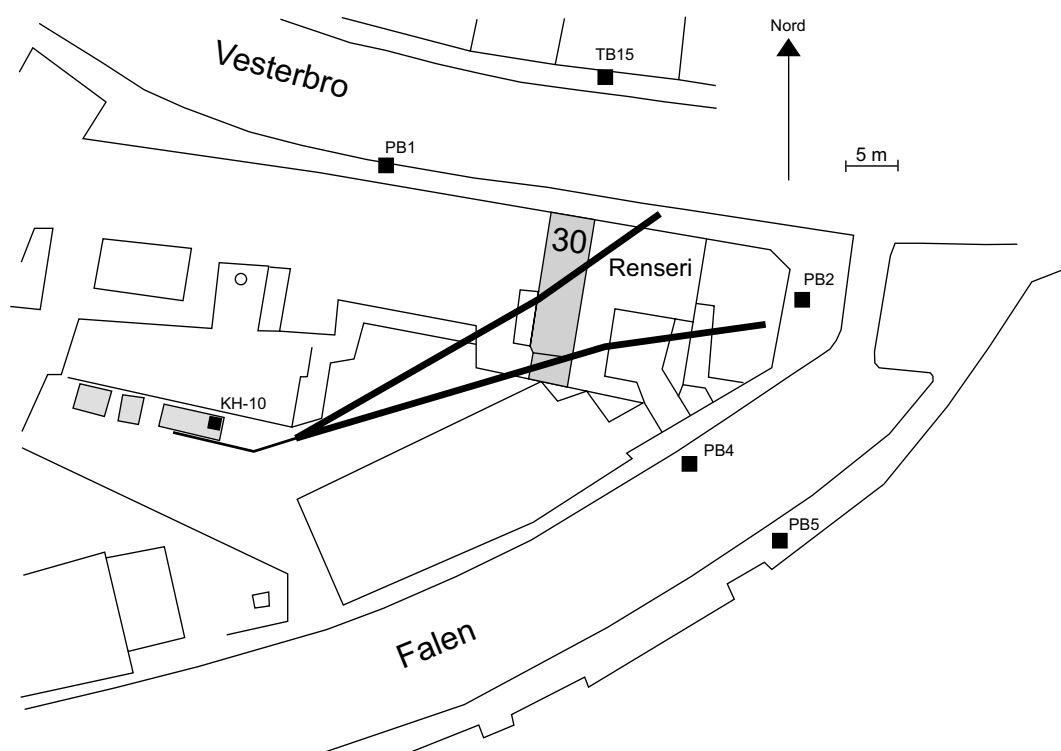 Nord
TB15
Vesterbro
PB1
5 m
30
Renseri
PB2
KH-10
PB4
PB5
Falen